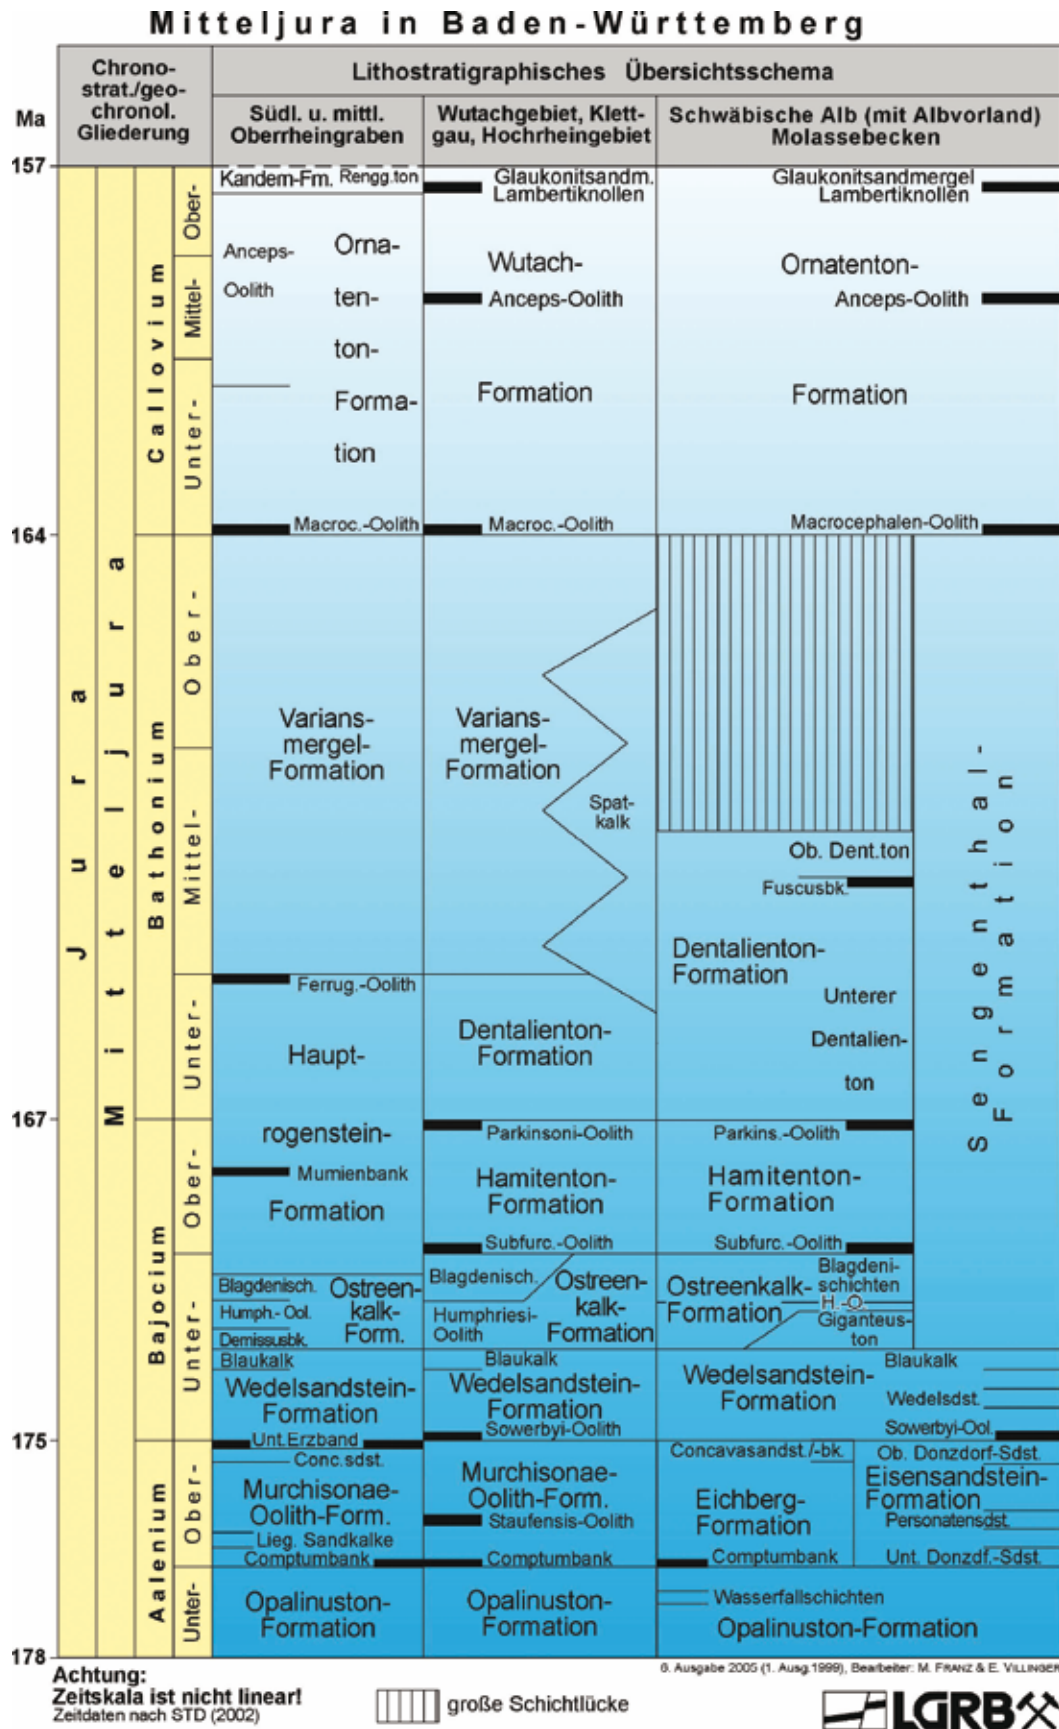 Mitteljura in Baden-Württemberg
Ma
Chrono-
strat./geo-
chronol.
Gliederung
Lithostratigraphisches Übersichtsschema
Südl. u. mittl.
Oberrheingraben
Wutachgebiet, Klett-
gau, Hochrheingebiet
Schwäbische Alb (mit Albvorland)
Molassebecken
157
164
167
175
178
Jura
Mitteljura
Callovium
Ober-
Mittel-
Unter-
Bathonium
Ober-
Mittel-
Unter-
Bajocium
Ober-
Unter-
Aalenium
Ober-
Unter-
Kandern-Fm. Rengg.ton
Anceps-
Oolith
Orna-
ten-
ton-
Forma-
tion
Macroc.-Oolith
Varians-
mergel-
Formation
Ferrug.-Oolith
Haupt-
rogenstein-
Mumienbank
Formation
Blagdenisch.
Humph.- Ool.
Demissusbk.
Ostreen-
kalk-
Form.
Blaukalk
Wedelsandstein-
Formation
Unt.Erzband
Conc.sdst.
Murchisonae-
Oolith-Form.
Lieg. Sandkalke
Comptumbank
Opalinuston-
Formation
Glaukonitsandm.
Lambertiknollen
Wutach-
Anceps-Oolith
Formation
Macroc.-Oolith
Varians-
mergel-
Formation
Spat-
kalk
Dentalienton-
Formation
Parkinsoni-Oolith
Hamitenton-
Formation
Subfurc.-Oolith
Blagdenisch.
Humphriesi-
Oolith
Ostreen-
kalk-
Formation
Blaukalk
Wedelsandstein-
Formation
Sowerbyi-Oolith
Murchisonae-
Oolith-Form.
Staufensis-Oolith
Comptumbank
Opalinuston-
Formation
Glaukonitsandmergel
Lambertiknollen
Ornatenton-
Anceps-Oolith
Formation
Macrocephalen-Oolith
Ob. Dent.ton
Fuscusbk.
Dentalienton-
Formation
Unterer
Dentalien-
ton
Parkins.-Oolith
Hamitenton-
Formation
Subfurc.-Oolith
Ostreenkalk-
Formation
Blagdeni-
schichten
H.-O.
Giganteus-
ton
Sengenthal-
Formation
Wedelsandstein-
Formation
Blaukalk
Wedelsdst.
Sowerbyi-Ool.
Concavasandst./-bk.
Eichberg-
Formation
Comptumbank
Ob. Donzdorf-Sdst.
Eisensandstein-
Formation
Personatensdst.
Unt. Donzdf.-Sdst.
Wasserfallschichten
Opalinuston-Formation
Achtung:
Zeitskala ist nicht linear!
Zeitdaten nach STD (2002)
große Schichtlücke
6. Ausgabe 2005 (1. Ausg.1999), Bearbeiter: M. FRANZ & E. VILLINGER
LGRB